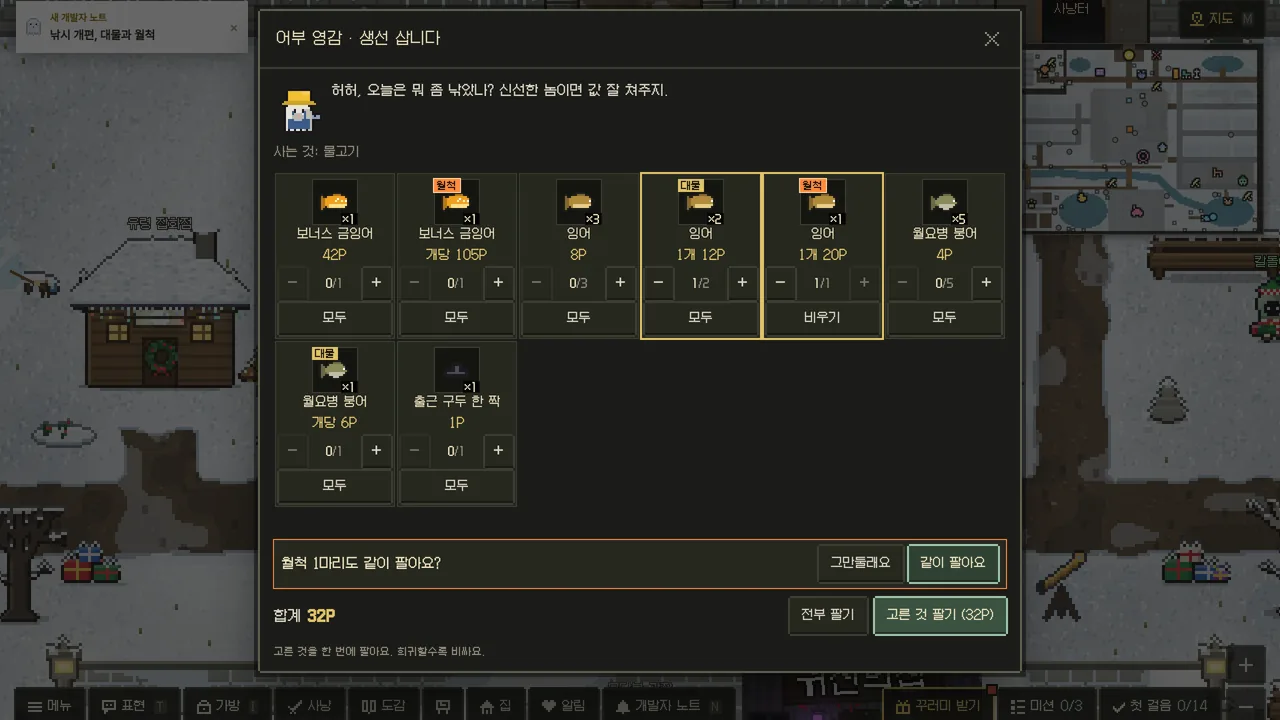 새 개발자 노트
낚시 개편, 대물과 월척
×
어부 영감 · 생선 삽니다
사냥터
지도 M
허허, 오늘은 뭐 좀 낚았나? 신선한 놈이면 값 잘 쳐주지.
사는 것: 물고기
×1
보너스 금잉어
42P
− 0/1 +
모두
월척
×1
보너스 금잉어
개당 105P
− 0/1 +
모두
×3
잉어
8P
− 0/3 +
모두
대물
×2
잉어
1개 12P
− 1/2 +
모두
월척
×1
잉어
1개 20P
− 1/1 +
비우기
×5
월요병 붕어
4P
− 0/5 +
모두
대물
×1
월요병 붕어
개당 6P
− 0/1 +
모두
×1
출근 구두 한 짝
1P
− 0/1 +
모두
유령 잡화점
월척 1마리도 같이 팔아요?
그만둘래요
같이 팔아요
합계 32P
전부 팔기
고른 것 팔기 (32P)
고른 것을 한 번에 팔아요. 희귀할수록 비싸요.
메뉴
표현 T
가방
사냥
도감
집
알림
개발자 노트 N
꾸러미 받기
미션 0/3
첫 걸음 0/14